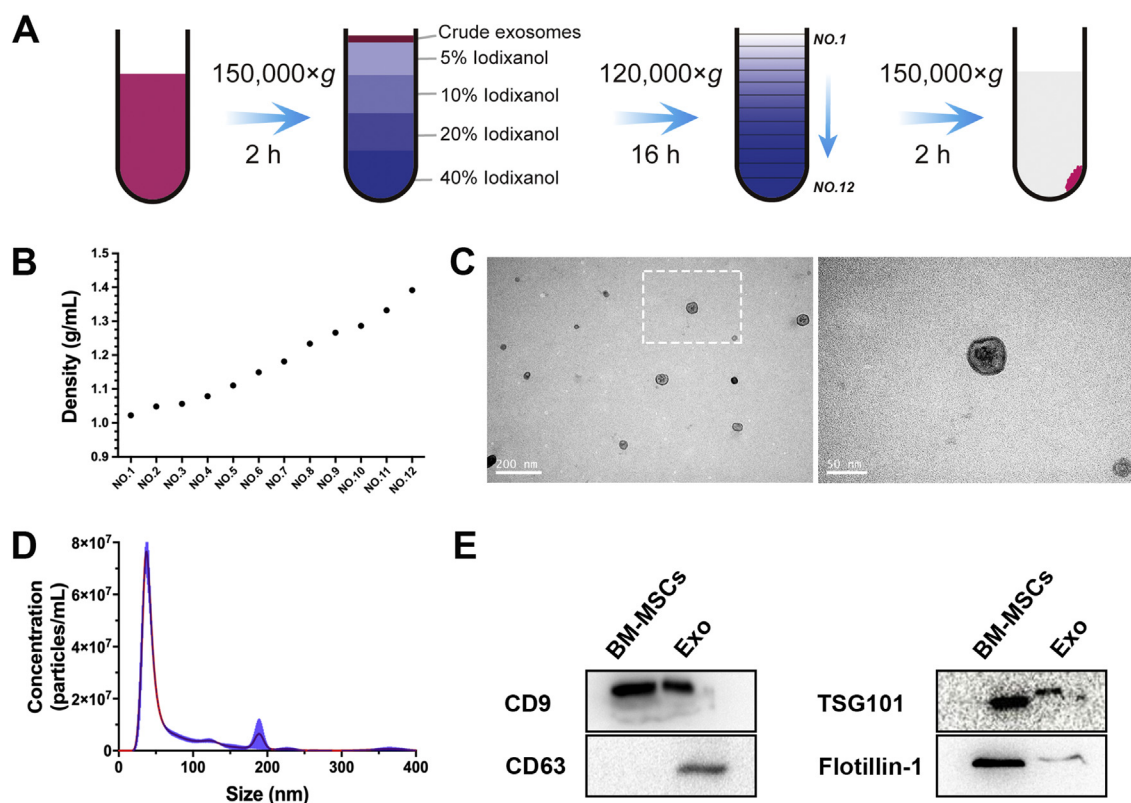 A
150,000×g
2 h
Crude exosomes
5% Iodixanol
10% Iodixanol
20% Iodixanol
40% Iodixanol
120,000×g
16 h
NO.1
NO.12
150,000×g
2 h
B
Density (g/mL)
1.5
1.4
1.3
1.2
1.1
1.0
0.9
NO.1
NO.2
NO.3
NO.4
NO.5
NO.6
NO.7
NO.8
NO.9
NO.10
NO.11
NO.12
C
200 nm
50 nm
D
Concentration
(particles/mL)
8×10⁷
6×10⁷
4×10⁷
2×10⁷
0
0 100 200 300 400
Size (nm)
E
BM-MSCs
Exo
CD9
CD63
BM-MSCs
Exo
TSG101
Flotillin-1